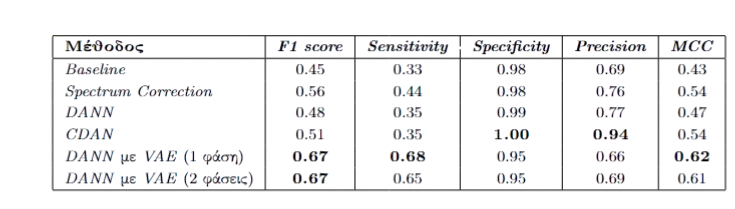 Μέθοδος F1 score Sensitivity Specificity Precision MCC
Baseline 0.45 0.33 0.98 0.69 0.43
Spectrum Correction 0.56 0.44 0.98 0.76 0.54
DANN 0.48 0.35 0.99 0.77 0.47
CDAN 0.51 0.35 1.00 0.94 0.54
DANN με VAE (1 φάση) 0.67 0.68 0.95 0.66 0.62
DANN με VAE (2 φάσεις) 0.67 0.65 0.95 0.69 0.61